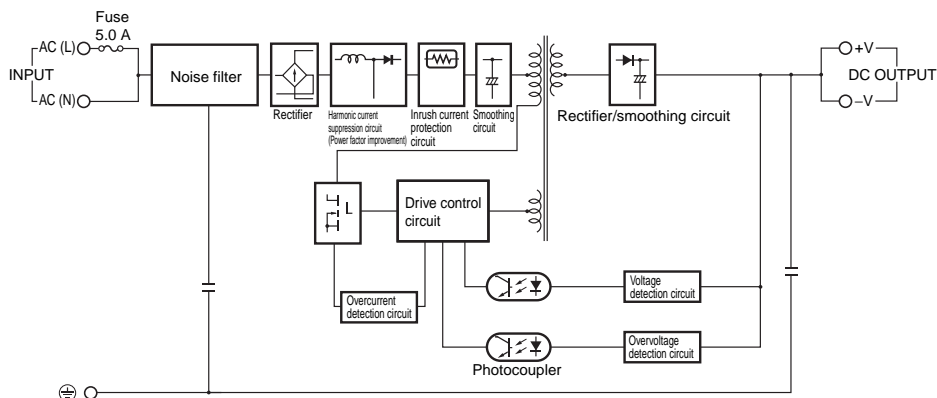 Fuse
5.0 A
AC (L)
INPUT
AC (N)
Noise filter
Rectifier
Harmonic current
suppression circuit
(Power factor improvement)
Inrush current
protection
circuit
Smoothing
circuit
Rectifier/smoothing circuit
+V
DC OUTPUT
–V
Drive control
circuit
Overcurrent
detection circuit
Voltage
detection circuit
Overvoltage
detection circuit
Photocoupler